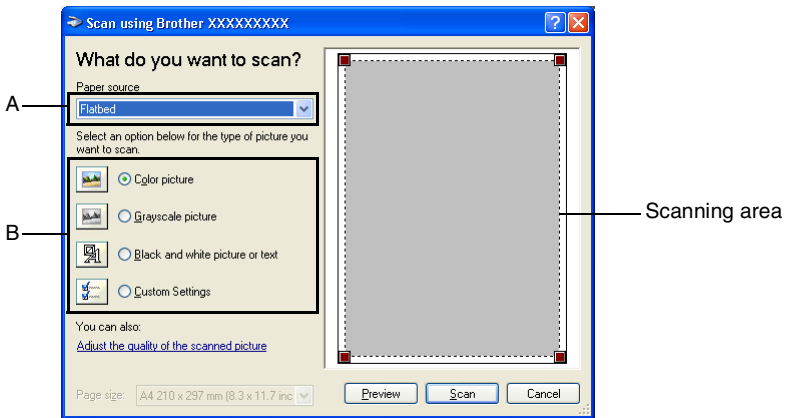 Scan using Brother XXXXXXXXX
What do you want to scan?
Paper source
A
Flatbed
Select an option below for the type of picture you
want to scan.
Color picture
Grayscale picture
B
Black and white picture or text
Custom Settings
You can also:
Adjust the quality of the scanned picture
Page size: A4 210 x 297 mm (8.3 x 11.7 inc
Preview
Scan
Cancel
Scanning area